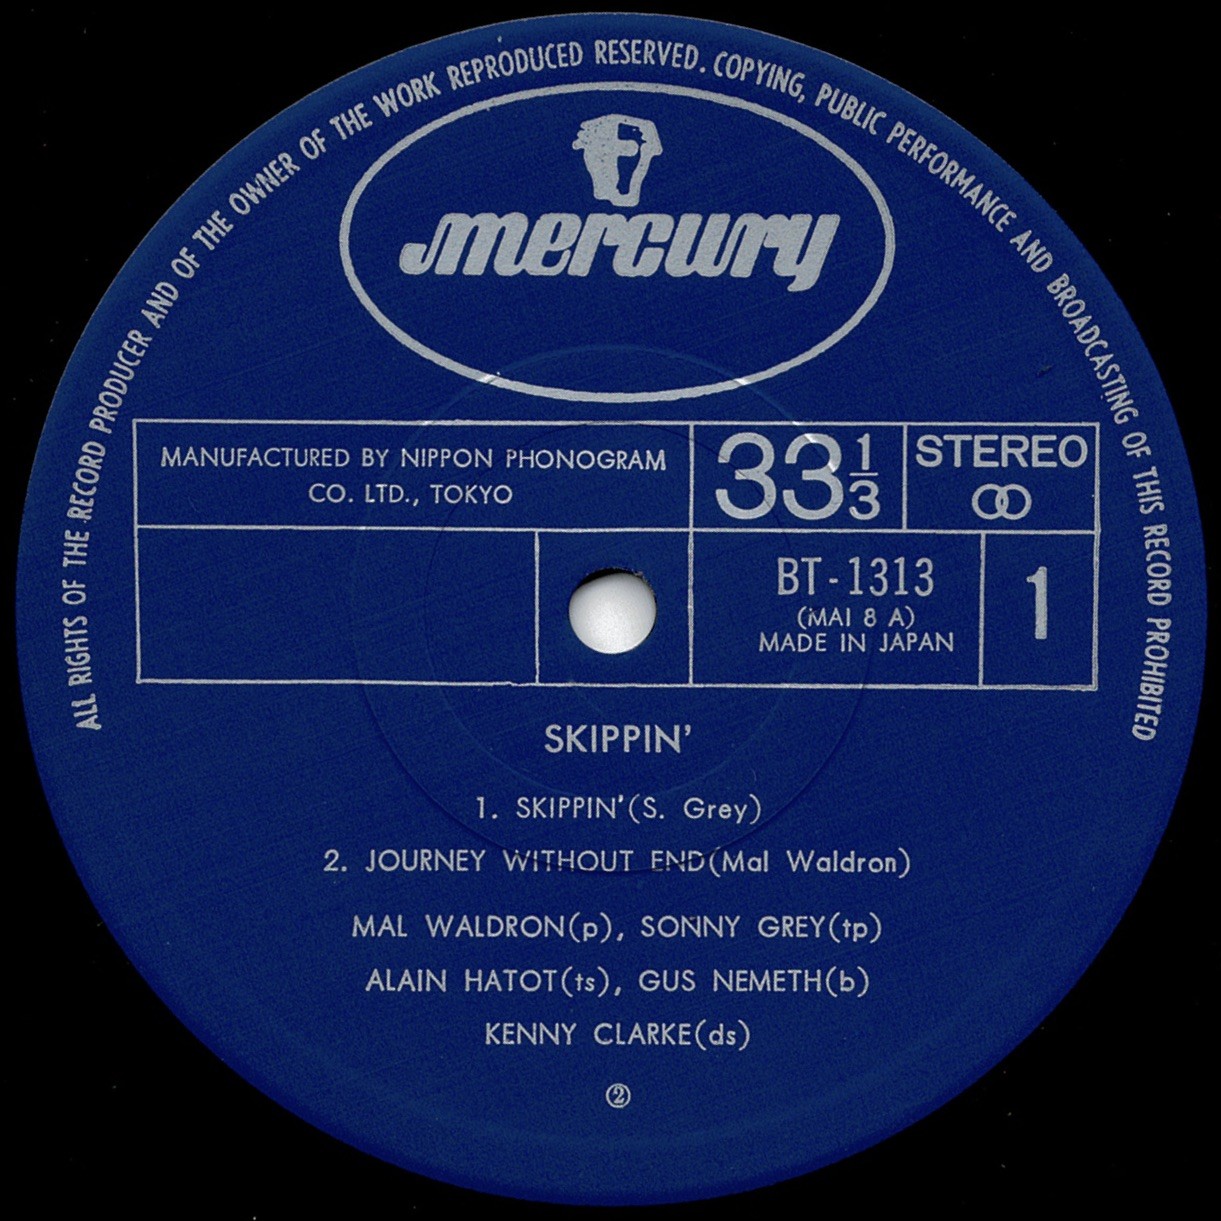 ALL RIGHTS OF THE RECORD PRODUCER AND OF THE OWNER OF THE WORK REPRODUCED RESERVED. COPYING, PUBLIC PERFORMANCE AND BROADCASTING OF THIS RECORD PROHIBITED
mercury
MANUFACTURED BY NIPPON PHONOGRAM
CO. LTD., TOKYO
33 1/3
STEREO
BT-1313
(MAI 8 A)
MADE IN JAPAN
1
SKIPPIN'
1. SKIPPIN'(S. Grey)
2. JOURNEY WITHOUT END(Mal Waldron)
MAL WALDRON(p), SONNY GREY(tp)
ALAIN HATOT(ts), GUS NEMETH(b)
KENNY CLARKE(ds)
②